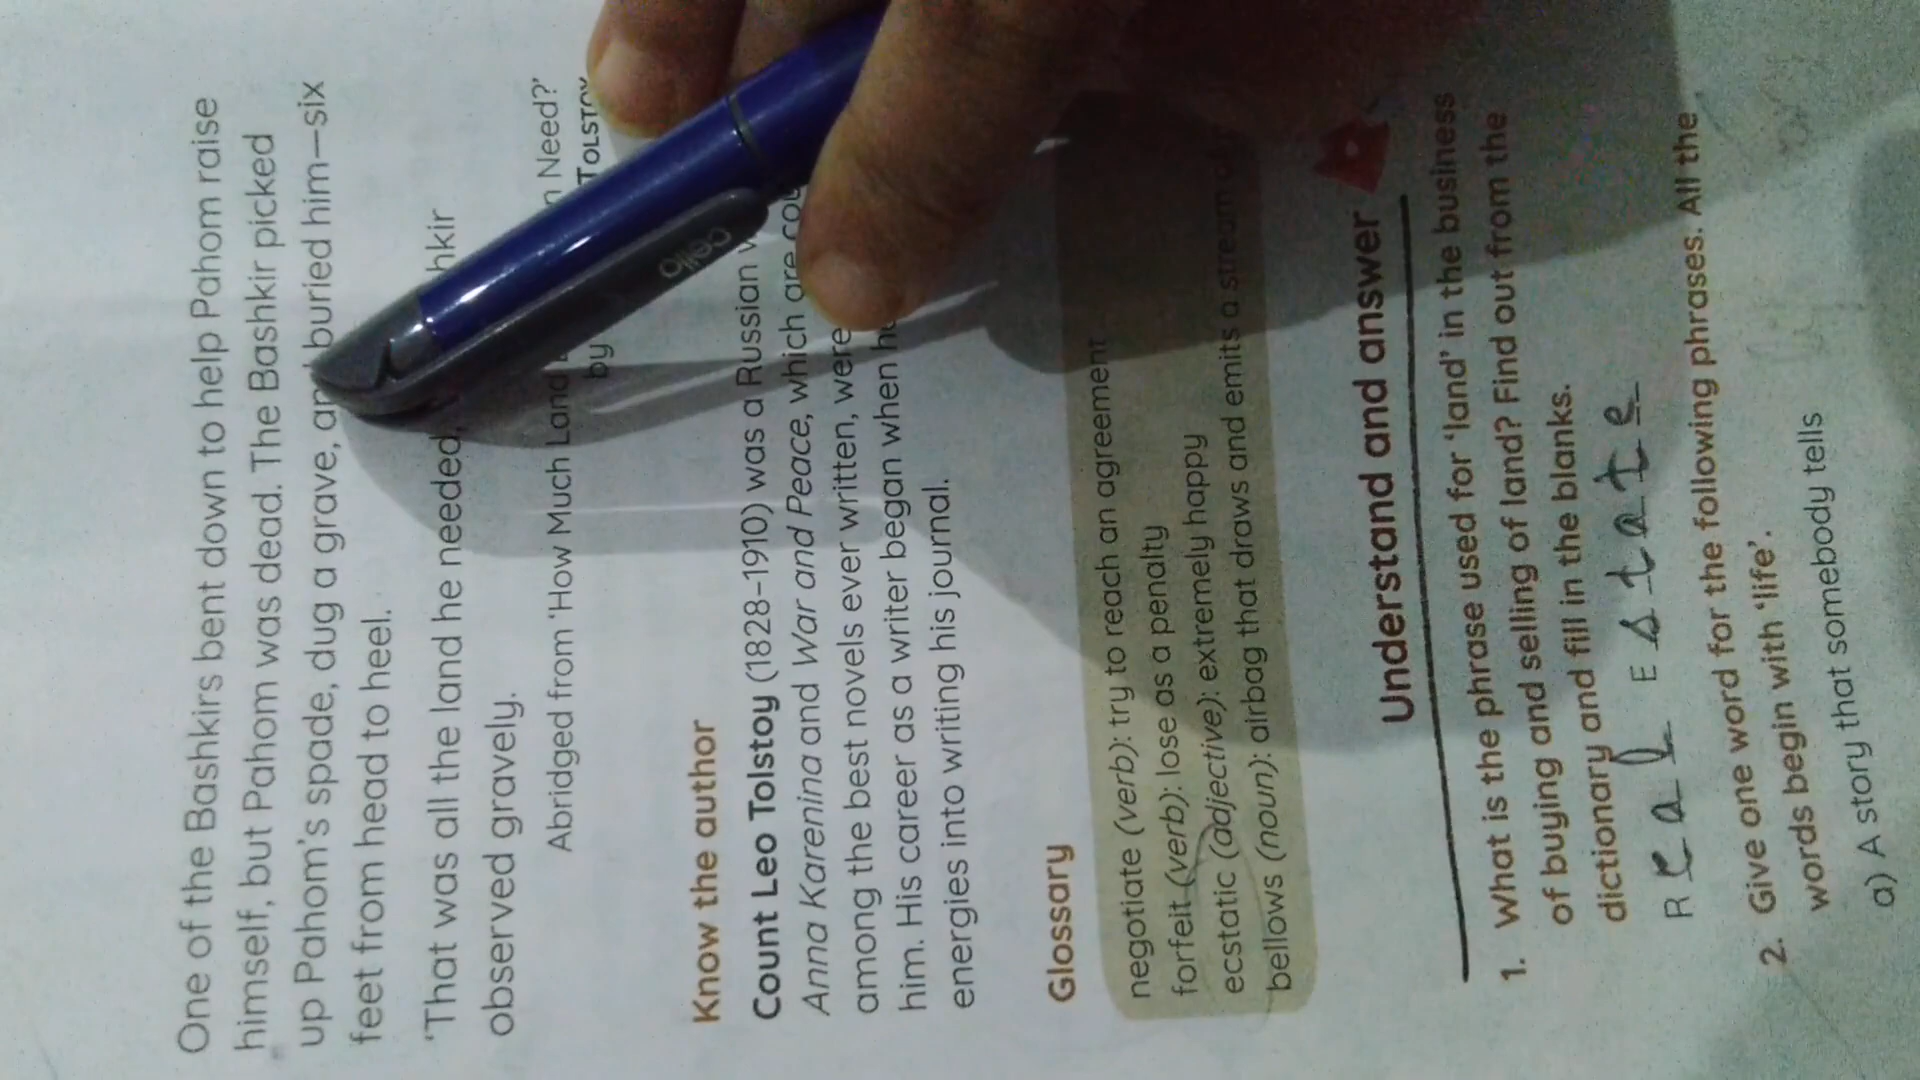 One of the Bashkirs bent down to help Pahom raise
himself, but Pahom was dead. The Bashkir picked
up Pahom's spade, dug a grave, and buried him—six
feet from head to heel.
'That was all the land he needed, hkir
observed gravely.
Abridged from 'How Much Land Need?'
by TOLSTOY
Know the author
Count Leo Tolstoy (1828-1910) was a Russian
Anna Karenina and War and Peace, which are
among the best novels ever written, were
him. His career as a writer began when
energies into writing his journal.
Glossary
negotiate (verb): try to reach an agreement
forfeit (verb): lose as a penalty
ecstatic (adjective): extremely happy
bellows (noun): airbag that draws and emits a stream
Understand and answer
1. What is the phrase used for 'land' in the business
of buying and selling of land? Find out from the
dictionary and fill in the blanks.
R e a l E s t a t e
2. Give one word for the following phrases. All the
words begin with 'life'.
a) A story that somebody tells
cello